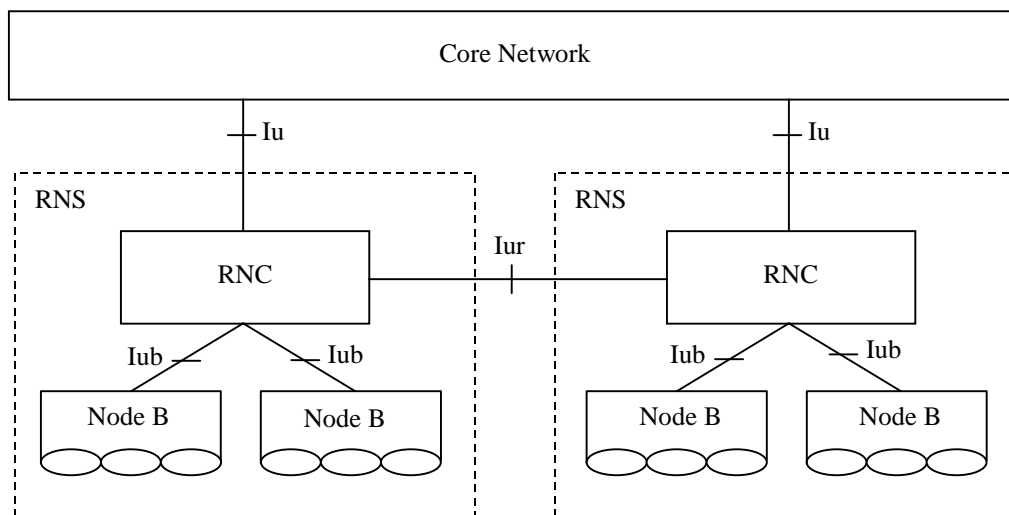 Core Network
Iu
Iu
RNS
RNS
Iur
RNC
RNC
Iub
Iub
Iub
Iub
Node B
Node B
Node B
Node B